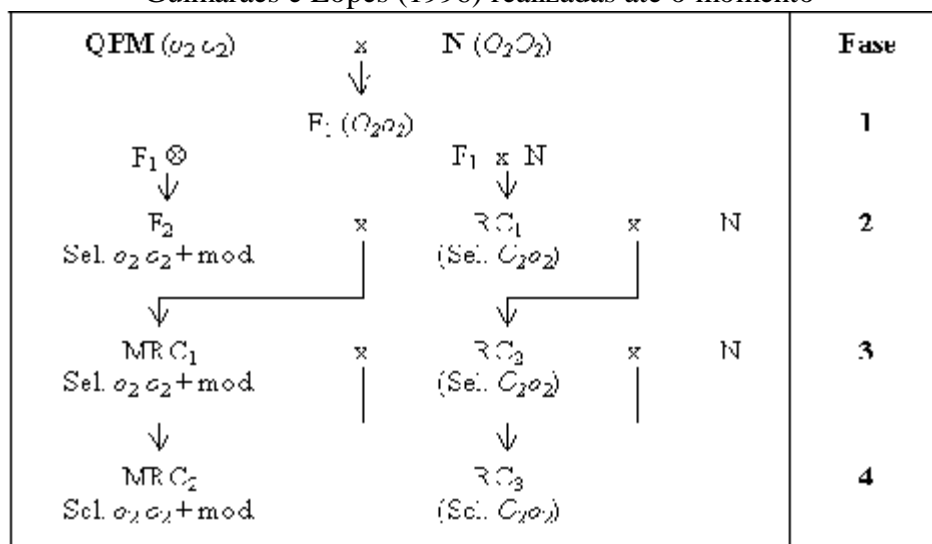 Guimarães e Lopes (1996) realizadas até o momento
QPM (o₂o₂) x N (O₂O₂) Fase
F₁ (O₂o₂) 1
F₁ ⊗ F₁ x N
F₂ x RC₁ x N 2
Sel. o₂o₂+mod (Sel. O₂o₂)
MRC₁ x RC₂ x N 3
Sel. o₂o₂+mod (Sel. O₂o₂)
MRC₂ RC₃ 4
Sel. o₂o₂+mod (Sel. O₂o₂)